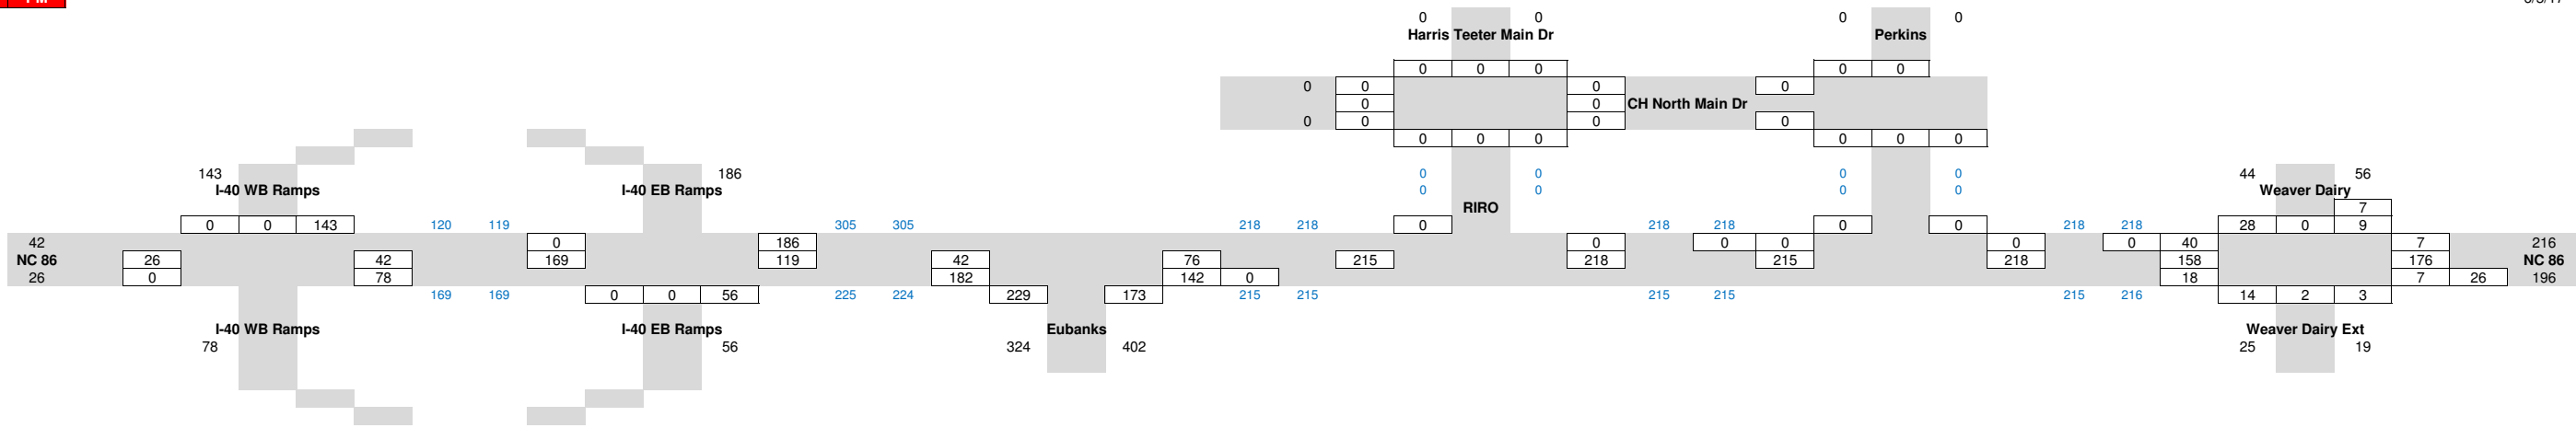 0 0 0 0
Harris Teeter Main Dr Perkins
0 0 0 0 0
0 0 0 0
0 0 CH North Main Dr
0 0 0 0
0 0 0 0 0 0
143 186 0 0 0 0 44 56
I-40 WB Ramps I-40 EB Ramps 0 0 0 0 Weaver Dairy
RIRO 7
0 0 143 120 119 305 305 218 218 0 218 218 0 0 218 218 28 0 9
42 0 186 0 0 0 0 0 40 7 216
NC 86 26 42 169 119 42 76 215 218 215 218 158 176 NC 86
26 0 78 182 142 0 18 7 26 196
169 169 0 0 56 225 224 229 173 215 215 215 215 215 216 14 2 3
I-40 WB Ramps I-40 EB Ramps Eubanks Weaver Dairy Ext
78 56 324 402 25 19